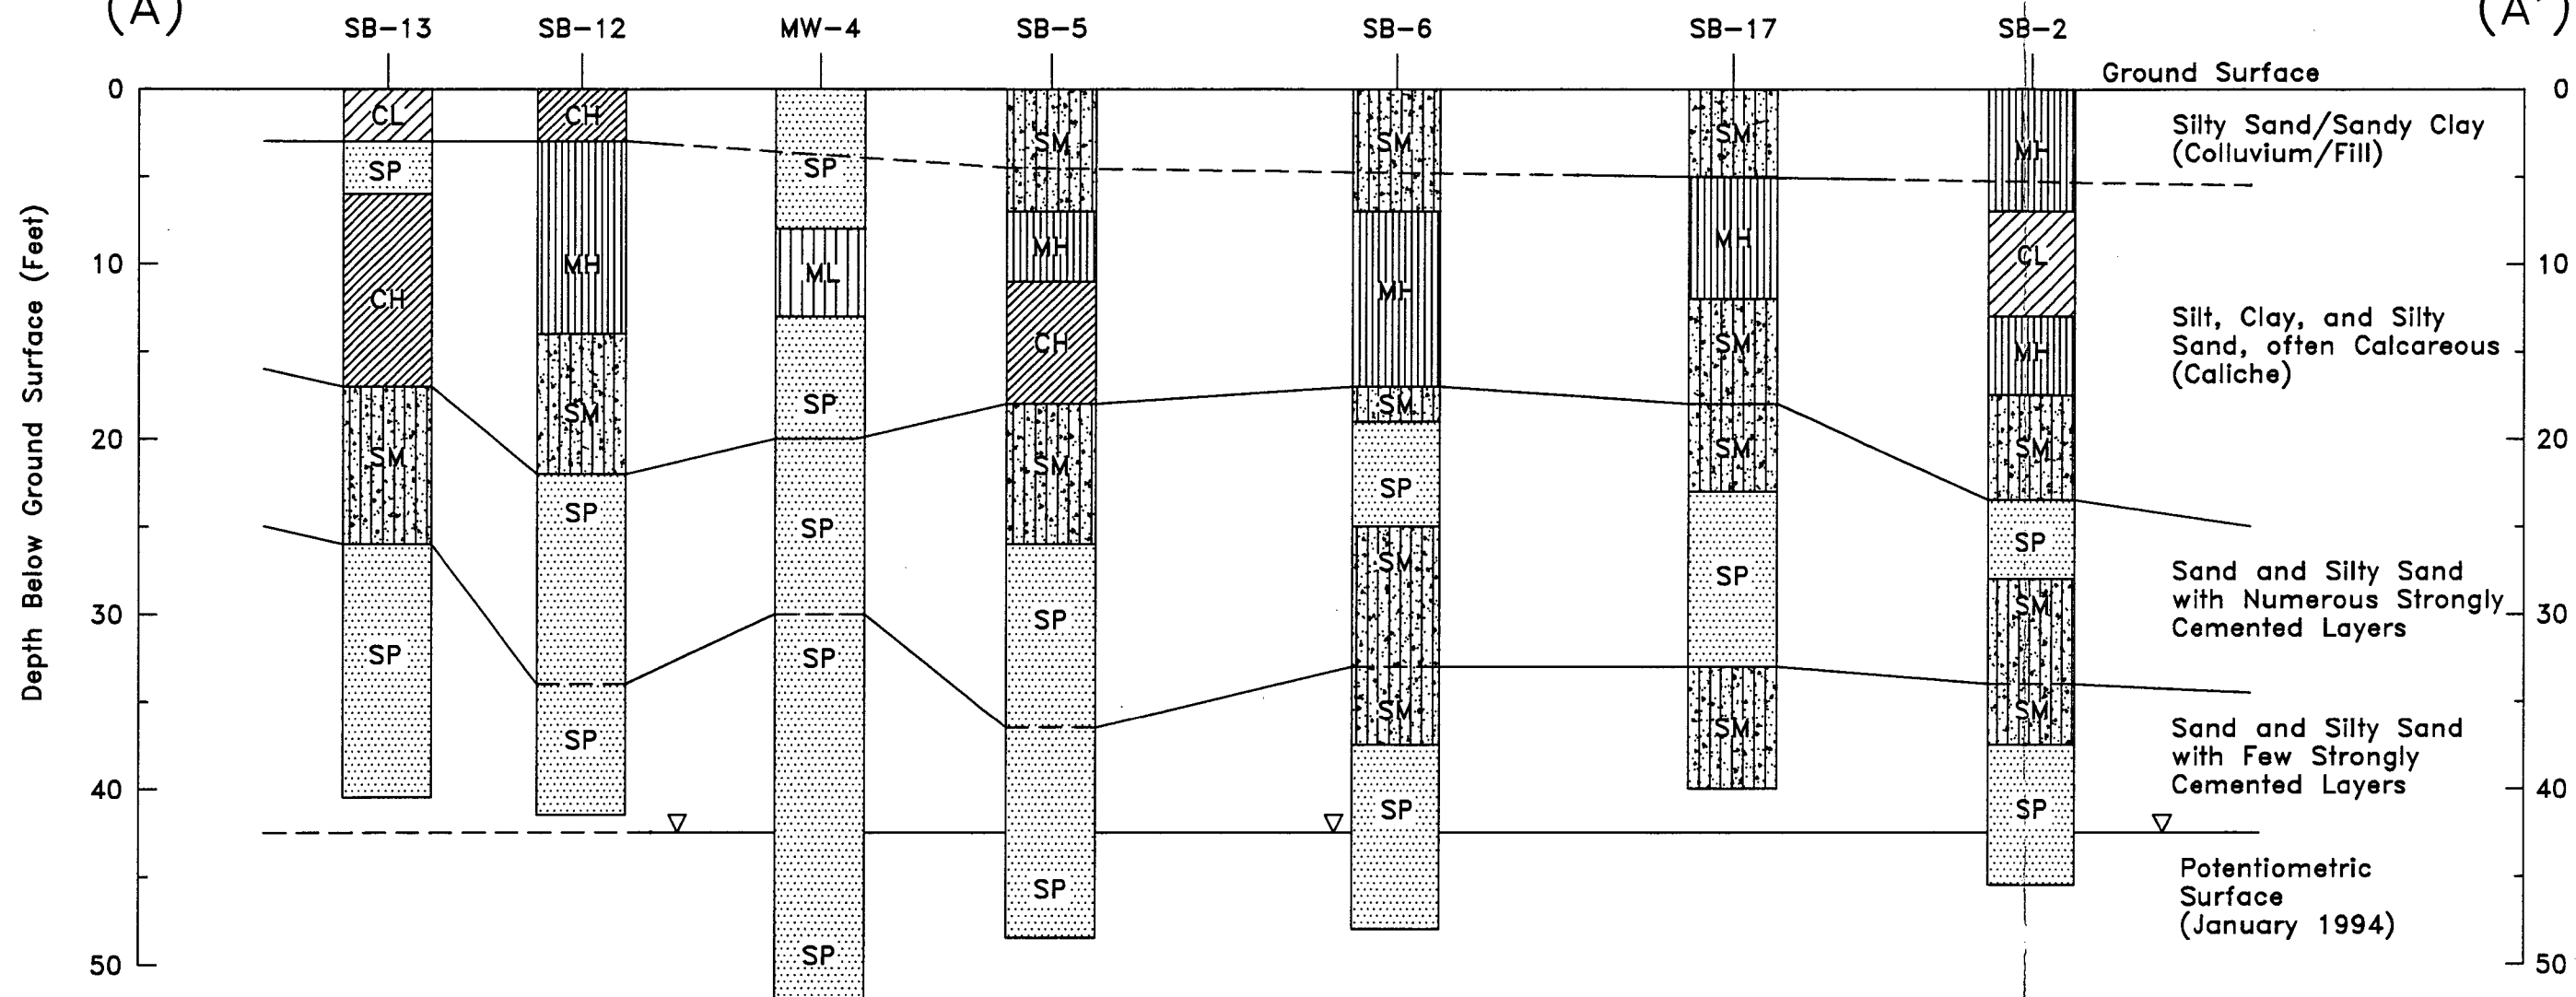 (A)
(A')
SB-13
SB-12
MW-4
SB-5
SB-6
SB-17
SB-2
Ground Surface
Depth Below Ground Surface (Feet)
0
10
20
30
40
50
0
10
20
30
40
50
CL
SP
CH
SM
SP
CH
MH
SM
SP
SP
SP
ML
SP
SP
SP
SP
SM
MH
CH
SM
SP
SP
SM
MH
SM
SP
SM
SM
SP
SM
MH
SM
SM
SP
SM
MH
CL
MH
SM
SP
SM
SM
SP
Silty Sand/Sandy Clay
(Colluvium/Fill)
Silt, Clay, and Silty
Sand, often Calcareous
(Caliche)
Sand and Silty Sand
with Numerous Strongly
Cemented Layers
Sand and Silty Sand
with Few Strongly
Cemented Layers
Potentiometric
Surface
(January 1994)